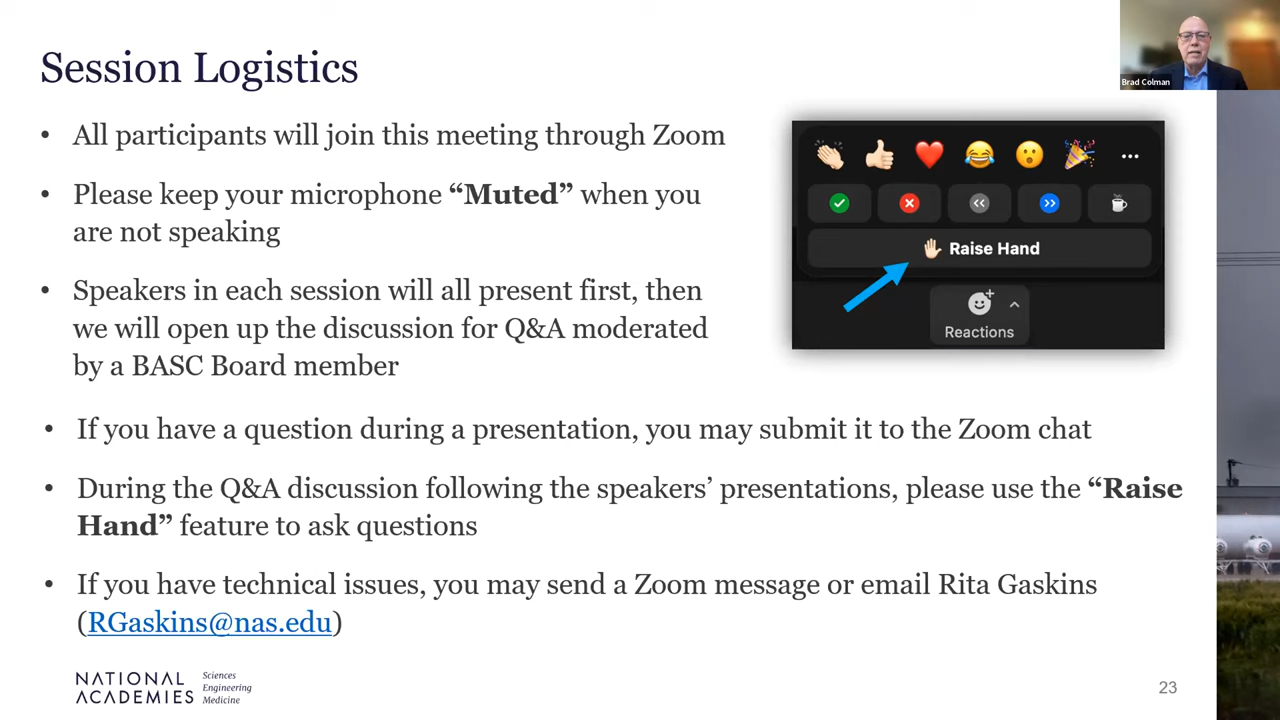 Session Logistics
Brad Colman
• All participants will join this meeting through Zoom
• Please keep your microphone “Muted” when you
are not speaking
• Speakers in each session will all present first, then
we will open up the discussion for Q&A moderated
by a BASC Board member
Raise Hand
Reactions
• If you have a question during a presentation, you may submit it to the Zoom chat
• During the Q&A discussion following the speakers’ presentations, please use the “Raise
Hand” feature to ask questions
• If you have technical issues, you may send a Zoom message or email Rita Gaskins
(RGaskins@nas.edu)
NATIONAL
ACADEMIES
Sciences
Engineering
Medicine
23